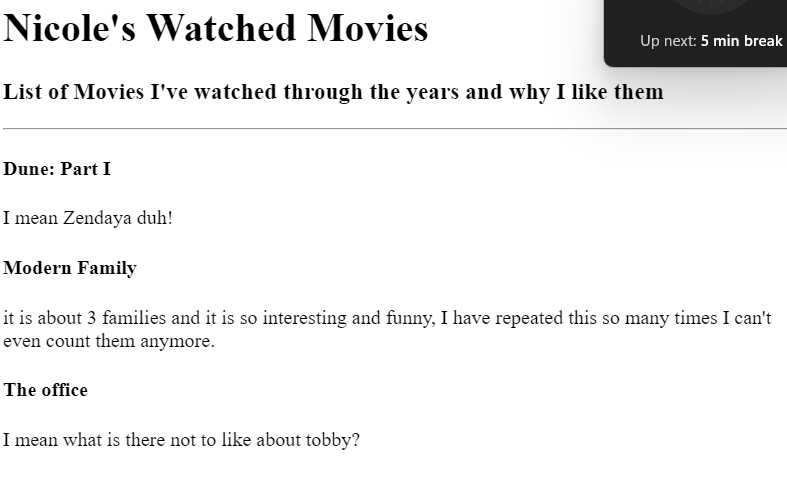 Nicole's Watched Movies
Up next: 5 min break
List of Movies I've watched through the years and why I like them
Dune: Part I
I mean Zendaya duh!
Modern Family
it is about 3 families and it is so interesting and funny, I have repeated this so many times I can't
even count them anymore.
The office
I mean what is there not to like about tobby?